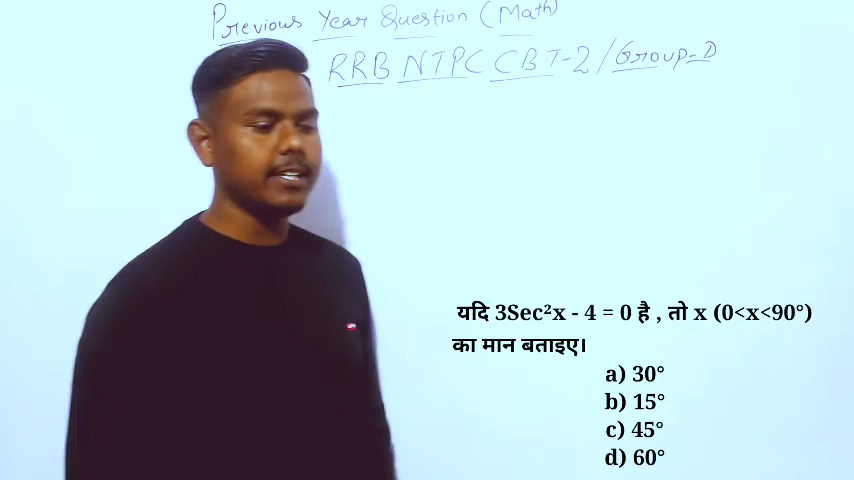 Previous Year Question (Math)
RRB NTPC CBT-2 / Group-D
यदि 3Sec²x - 4 = 0 है , तो x (0<x<90°)
का मान बताइए।
a) 30°
b) 15°
c) 45°
d) 60°